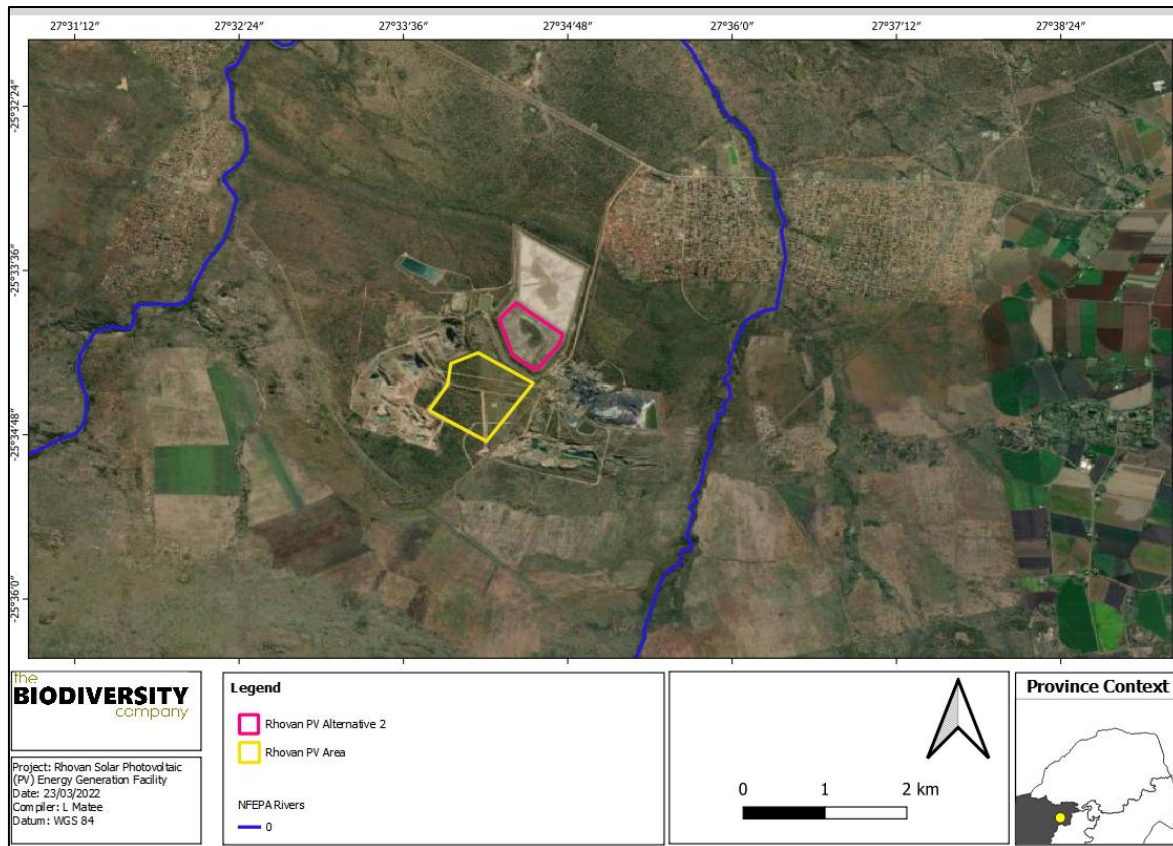 27°31′12″ 27°32′24″ 27°33′36″ 27°34′48″ 27°36′0″ 27°37′12″ 27°38′24″
-25°32′24″
-25°33′36″
-25°34′48″
-25°36′0″
the
BIODIVERSITY
company
Project: Rhovan Solar Photovoltaic
(PV) Energy Generation Facility
Date: 23/03/2022
Compiler: L Matee
Datum: WGS 84
Legend
Rhovan PV Alternative 2
Rhovan PV Area
NFEPA Rivers
0
0 1 2 km
Province Context